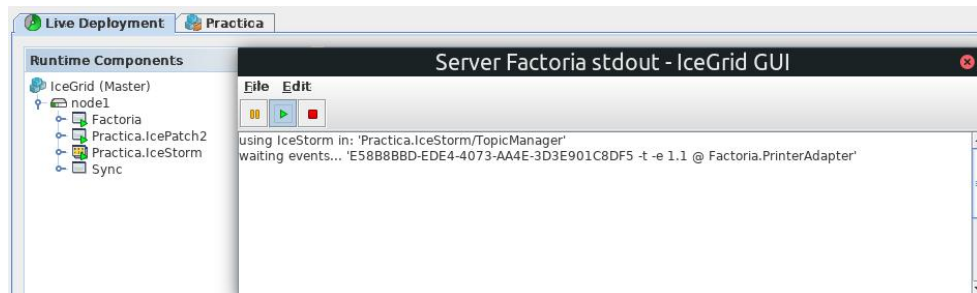 Live Deployment
Practica
Runtime Components
IceGrid (Master)
node1
Factoria
Practica.IcePatch2
Practica.IceStorm
Sync
Server Factoria stdout - IceGrid GUI
File Edit
using IceStorm in: 'Practica.IceStorm/TopicManager'
waiting events... 'E58B8BBD-EDE4-4073-AA4E-3D3E901C8DF5 -t -e 1.1 @ Factoria.PrinterAdapter'